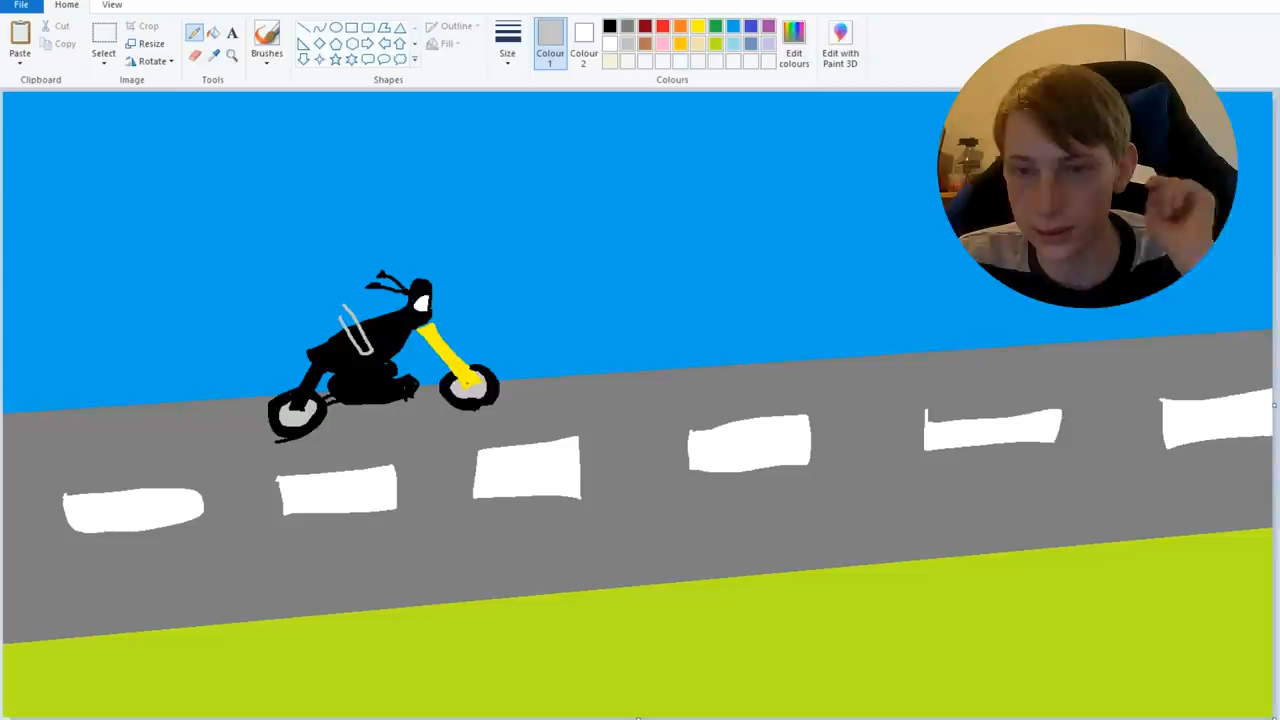 File Home View
Paste
Cut
Copy
Clipboard
Select
Crop
Resize
Rotate
Image
A
Tools
Brushes
Shapes
Outline
Fill
Size
Colour
1
Colour
2
Edit
colours
Colours
Edit with
Paint 3D